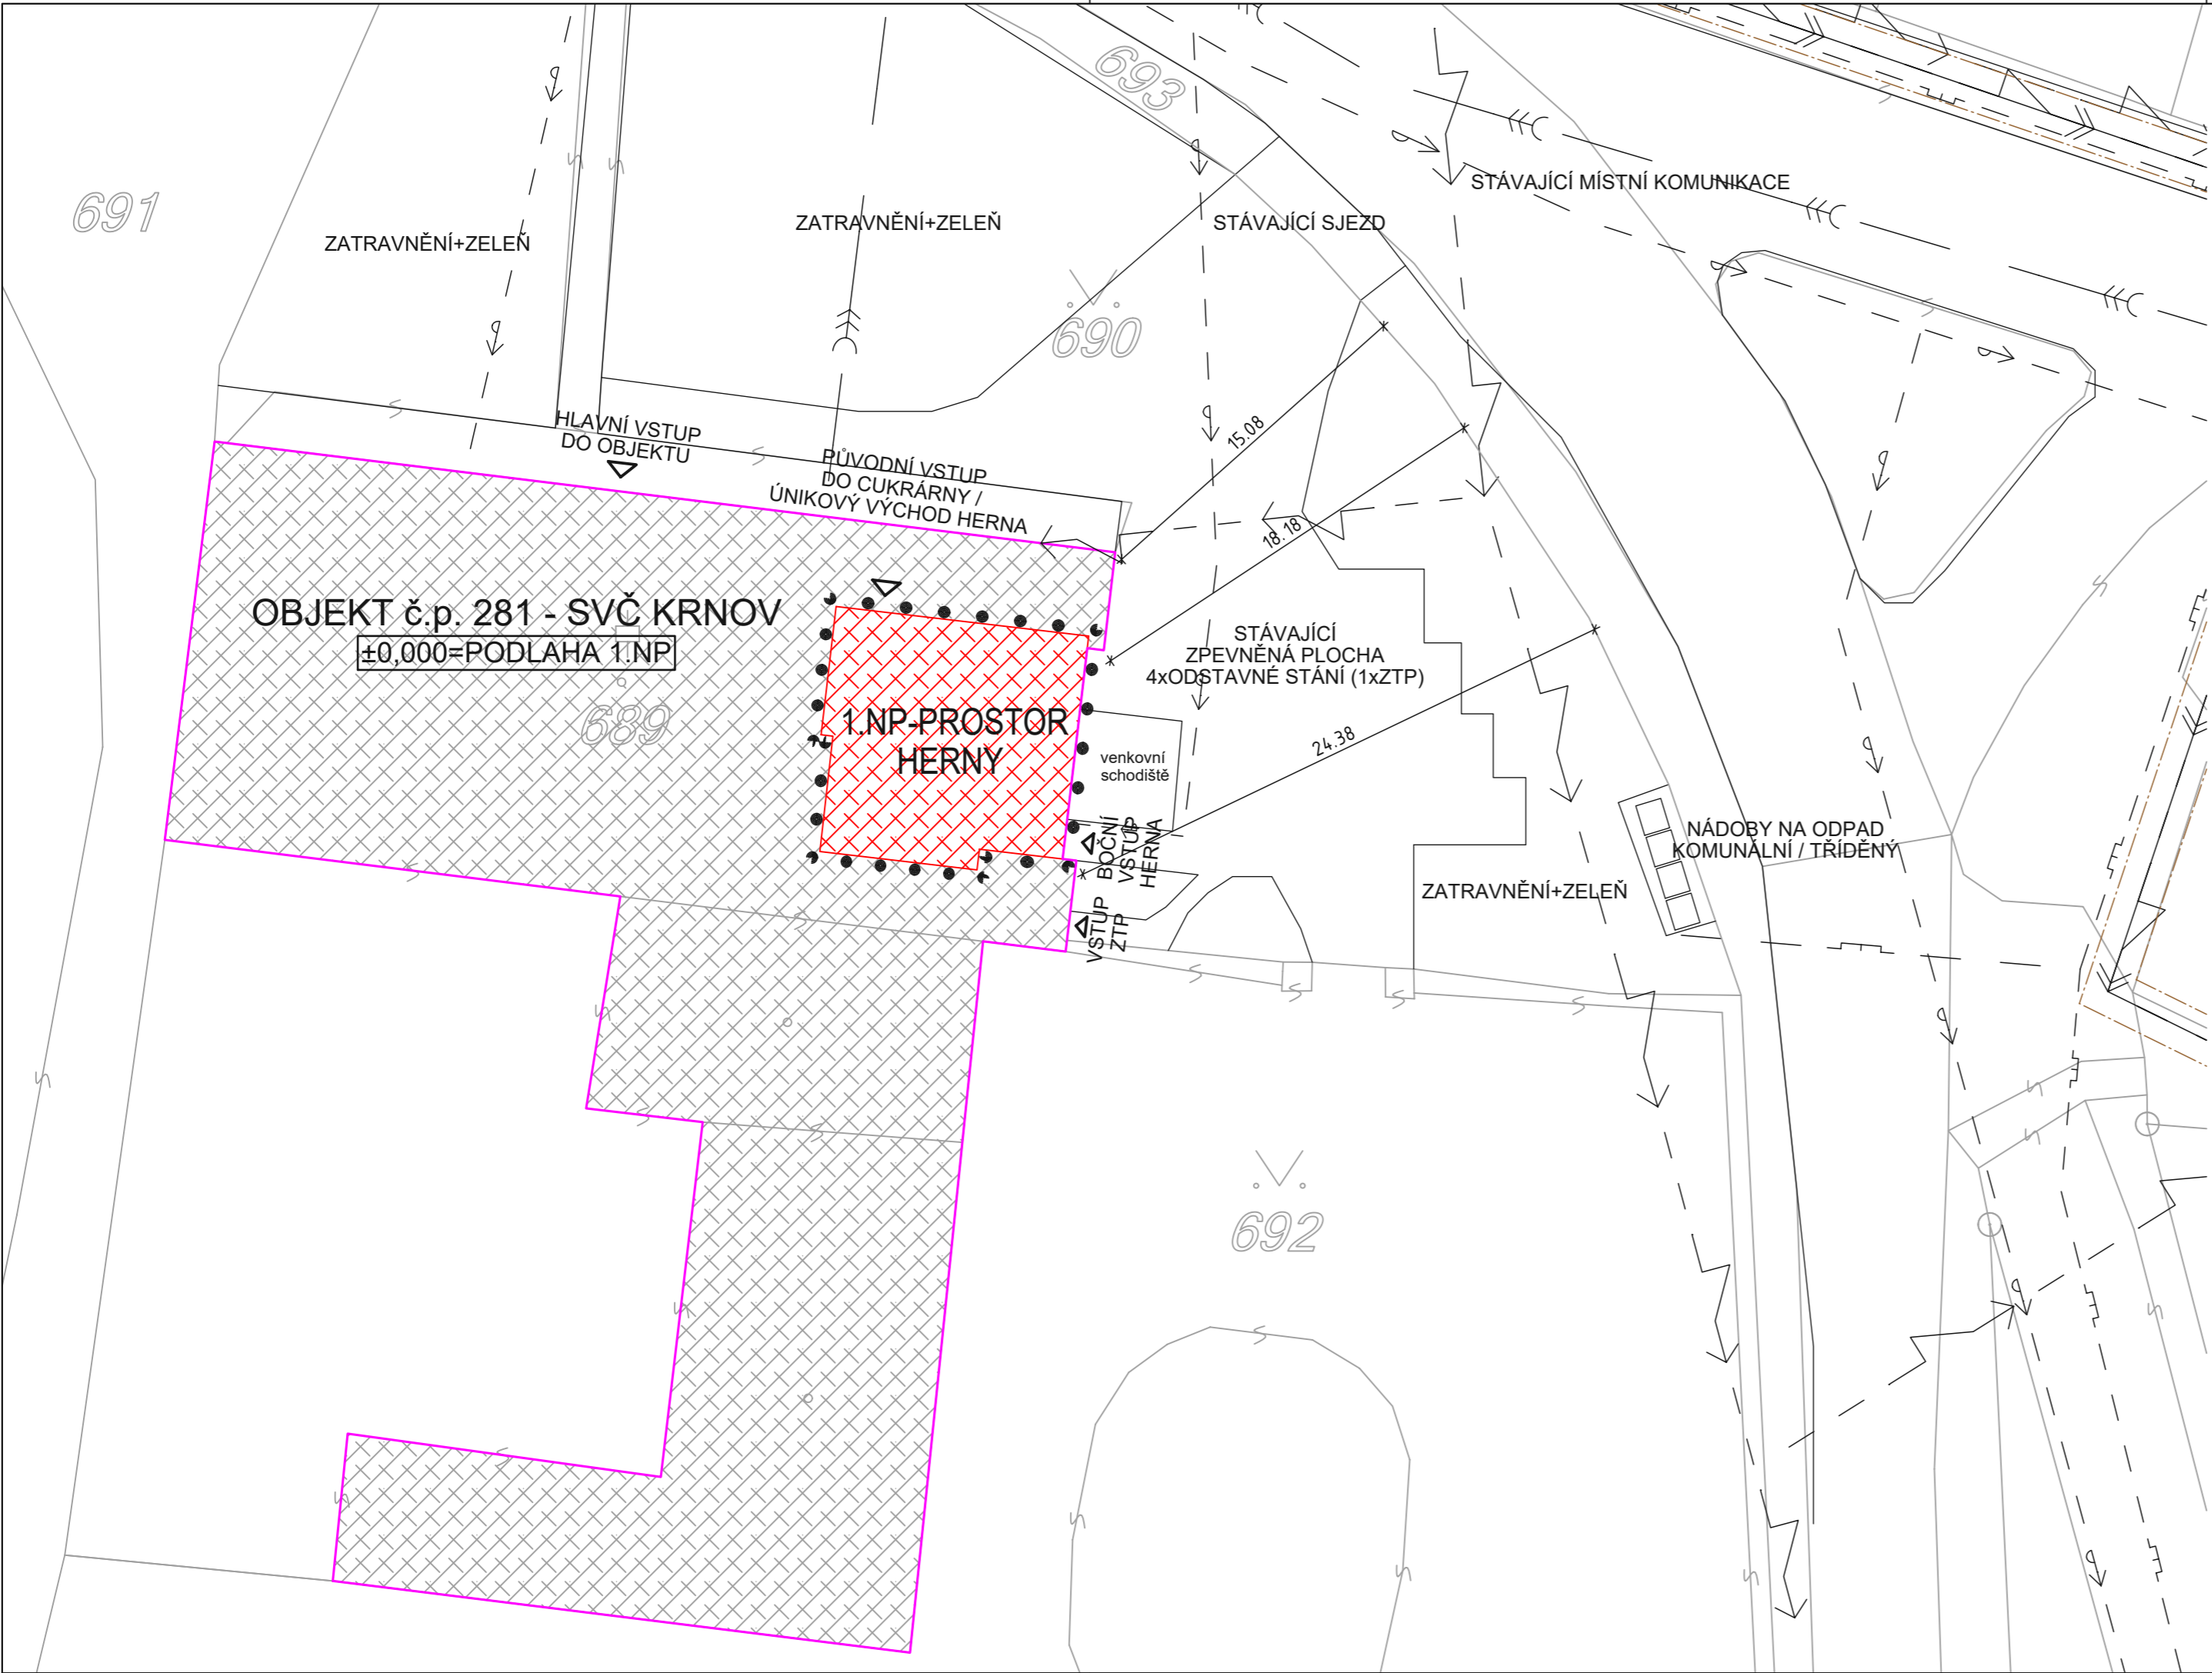 693
STÁVAJÍCÍ MÍSTNÍ KOMUNIKACE
691
ZATRAVNĚNÍ+ZELEŇ
ZATRAVNĚNÍ+ZELEŇ
STÁVAJÍCÍ SJEZD
690
HLAVNÍ VSTUP
DO OBJEKTU
PŮVODNÍ VSTUP
DO CUKRÁRNY /
ÚNIKOVÝ VÝCHOD HERNA
15.08
18.18
OBJEKT č.p. 281 - SVČ KRNOV
±0,000=PODLAHA 1.NP
689
1.NP-PROSTOR
HERNY
STÁVAJÍCÍ
ZPEVNĚNÁ PLOCHA
4xODSTAVNÉ STÁNÍ (1xZTP)
24.38
venkovní
schodiště
BOČNÍ
VSTUP
HERNA
VSTUP
ZTP
NÁDOBY NA ODPAD
KOMUNÁLNÍ / TŘÍDĚNÝ
ZATRAVNĚNÍ+ZELEŇ
692